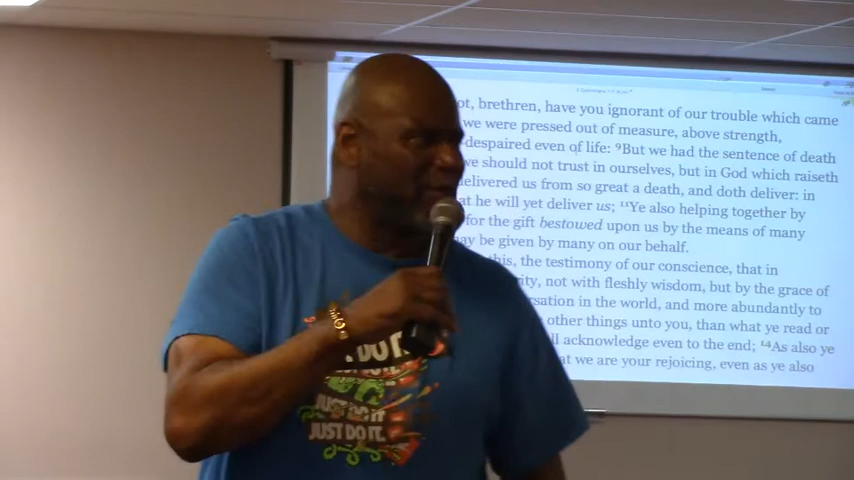 ot, brethren, have you ignorant of our trouble which came
we were pressed out of measure, above strength,
despaired even of life: ⁹But we had the sentence of death
we should not trust in ourselves, but in God which raiseth
delivered us from so great a death, and doth deliver: in
at he will yet deliver us; ¹¹Ye also helping together by
for the gift bestowed upon us by the means of many
may be given by many on our behalf.
this, the testimony of our conscience, that in
rity, not with fleshly wisdom, but by the grace of
rsation in the world, and more abundantly to
other things unto you, than what ye read or
ll acknowledge even to the end; ¹⁴As also ye
t we are your rejoicing, even as ye also
DO IT.
JUST DO IT
JUST DO IT.